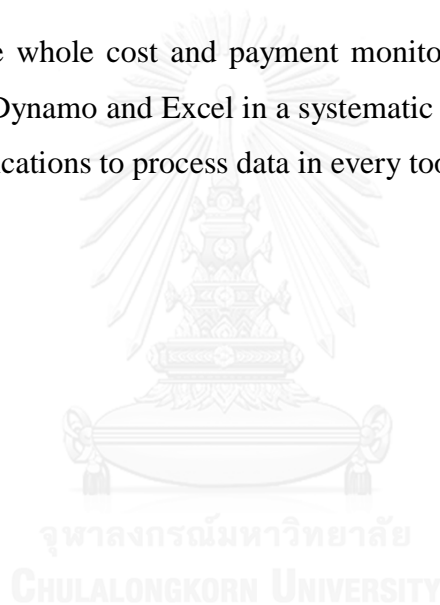 e whole cost and payment monito
Dynamo and Excel in a systematic
ications to process data in every too
จุฬาลงกรณ์มหาวิทยาลัย
CHULALONGKORN UNIVERSITY